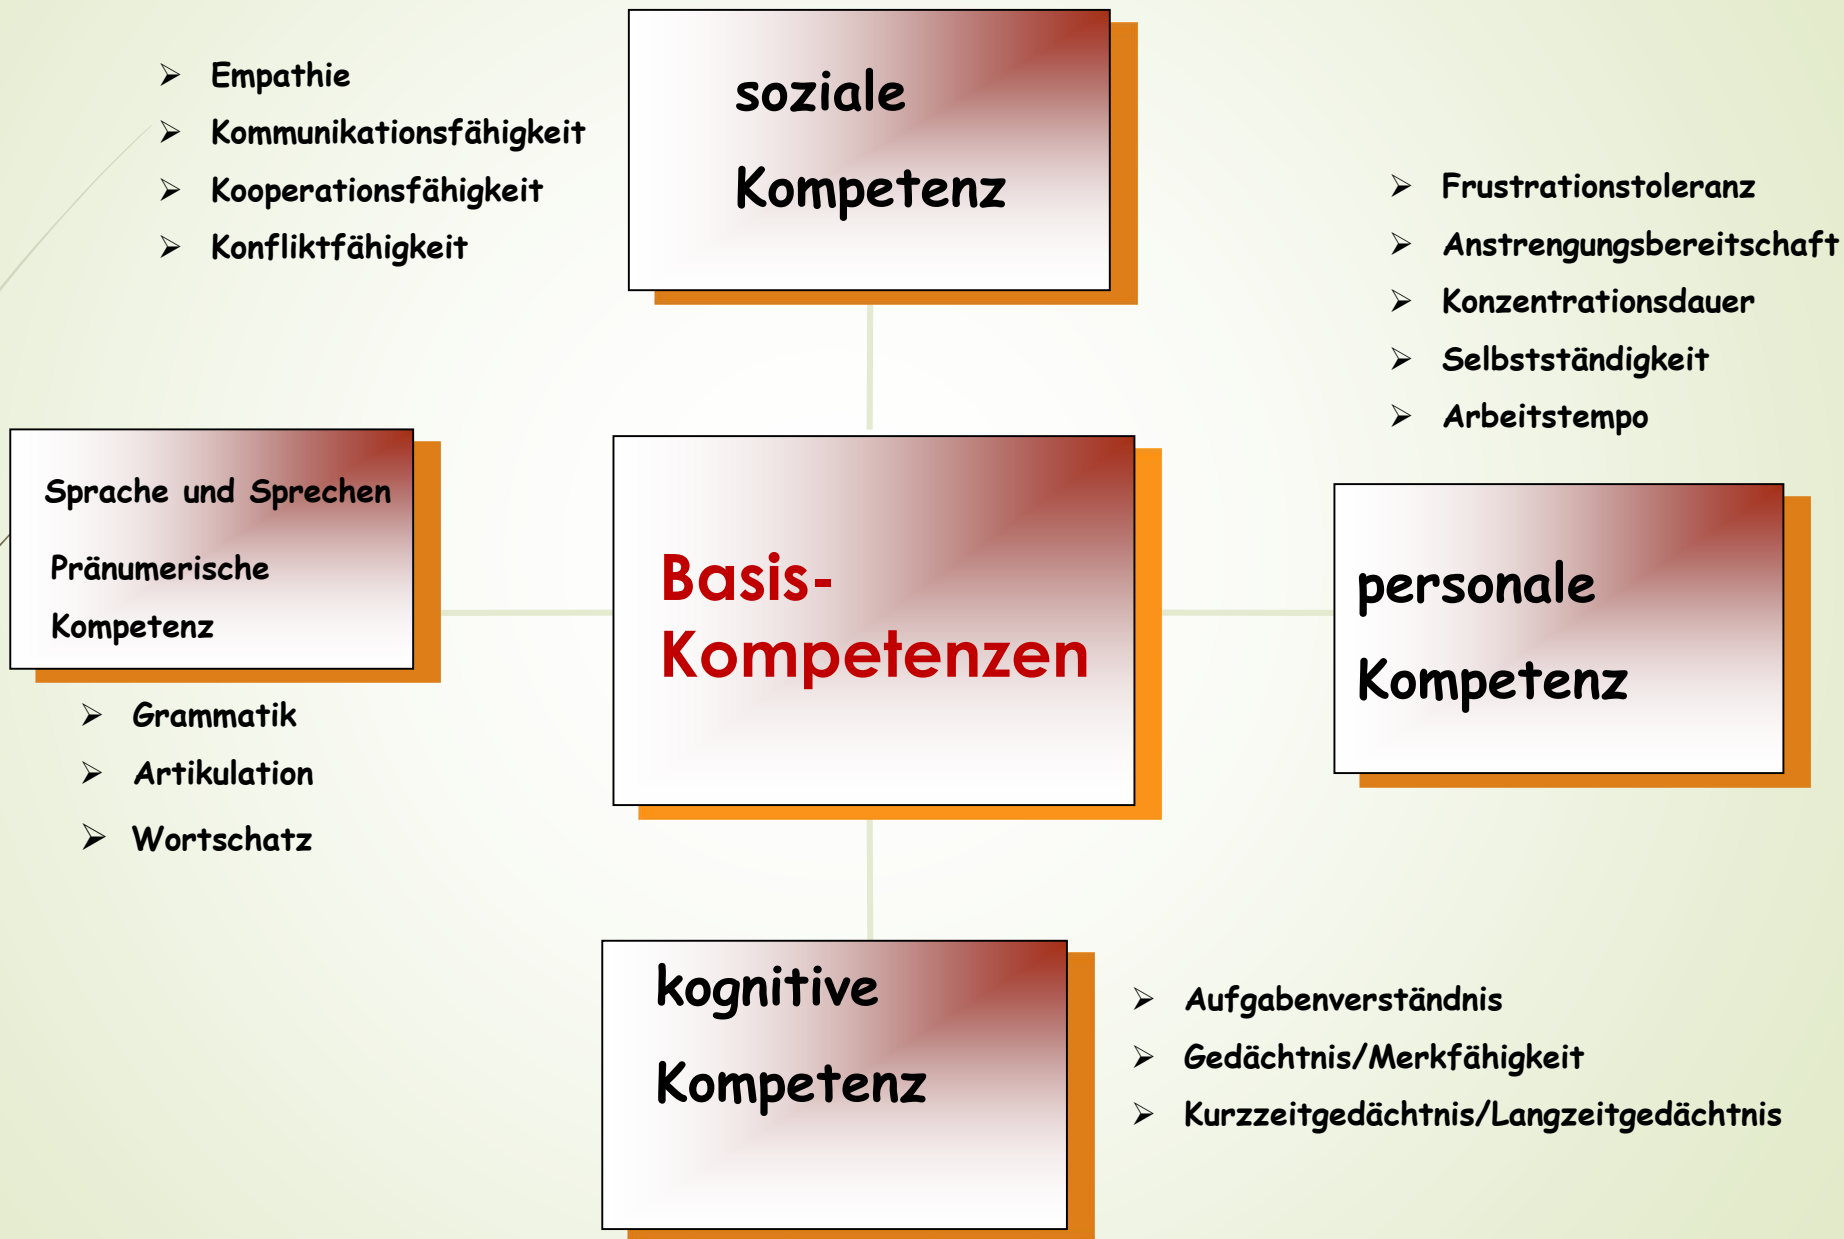 soziale
Kompetenz
➢ Empathie
➢ Kommunikationsfähigkeit
➢ Kooperationsfähigkeit
➢ Konfliktfähigkeit
➢ Frustrationstoleranz
➢ Anstrengungsbereitschaft
➢ Konzentrationsdauer
➢ Selbstständigkeit
➢ Arbeitstempo
Sprache und Sprechen
Pränumerische
Kompetenz
➢ Grammatik
➢ Artikulation
➢ Wortschatz
Basis-
Kompetenzen
personale
Kompetenz
kognitive
Kompetenz
➢ Aufgabenverständnis
➢ Gedächtnis/Merkfähigkeit
➢ Kurzzeitgedächtnis/Langzeitgedächtnis